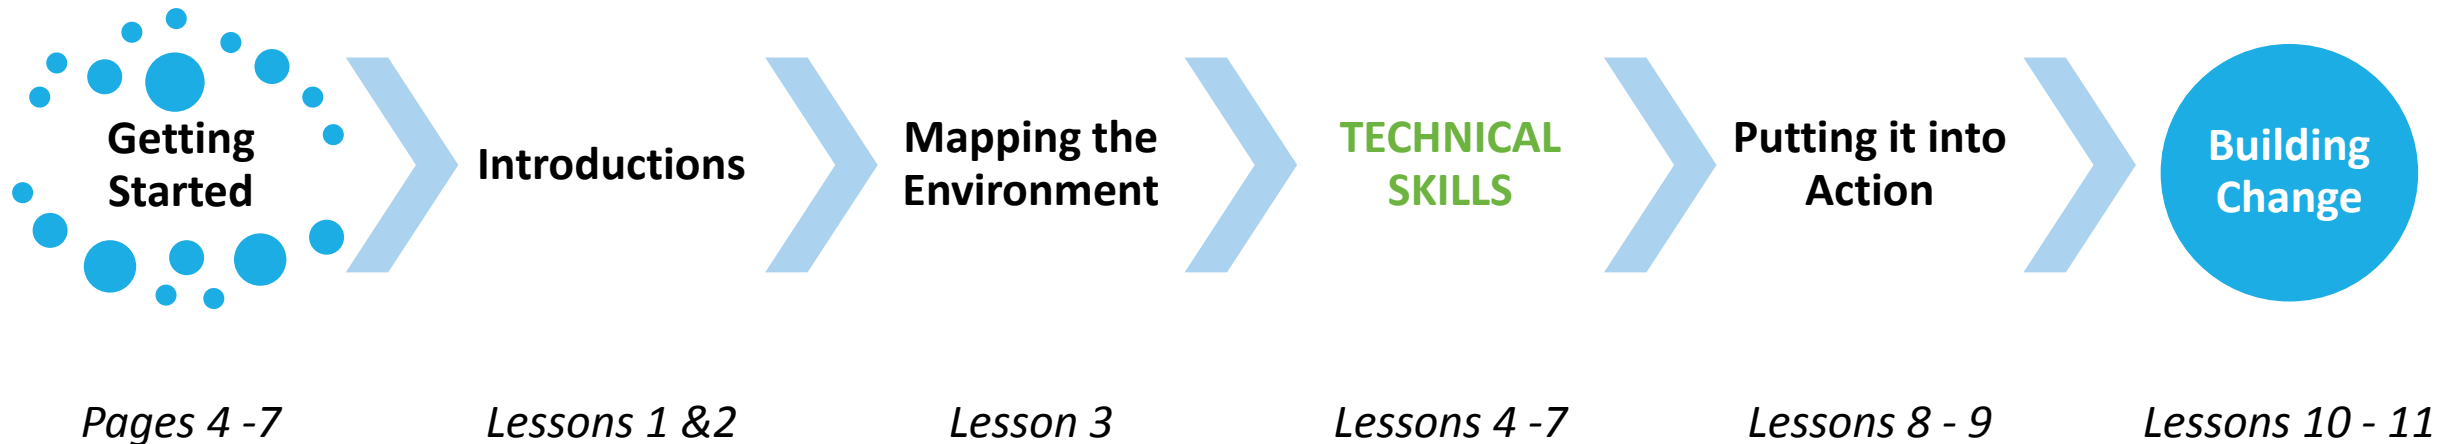 Getting
Started
Introductions
Mapping the
Environment
TECHNICAL
SKILLS
Putting it into
Action
Building
Change
Pages 4 -7
Lessons 1 &2
Lesson 3
Lessons 4 -7
Lessons 8 - 9
Lessons 10 - 11